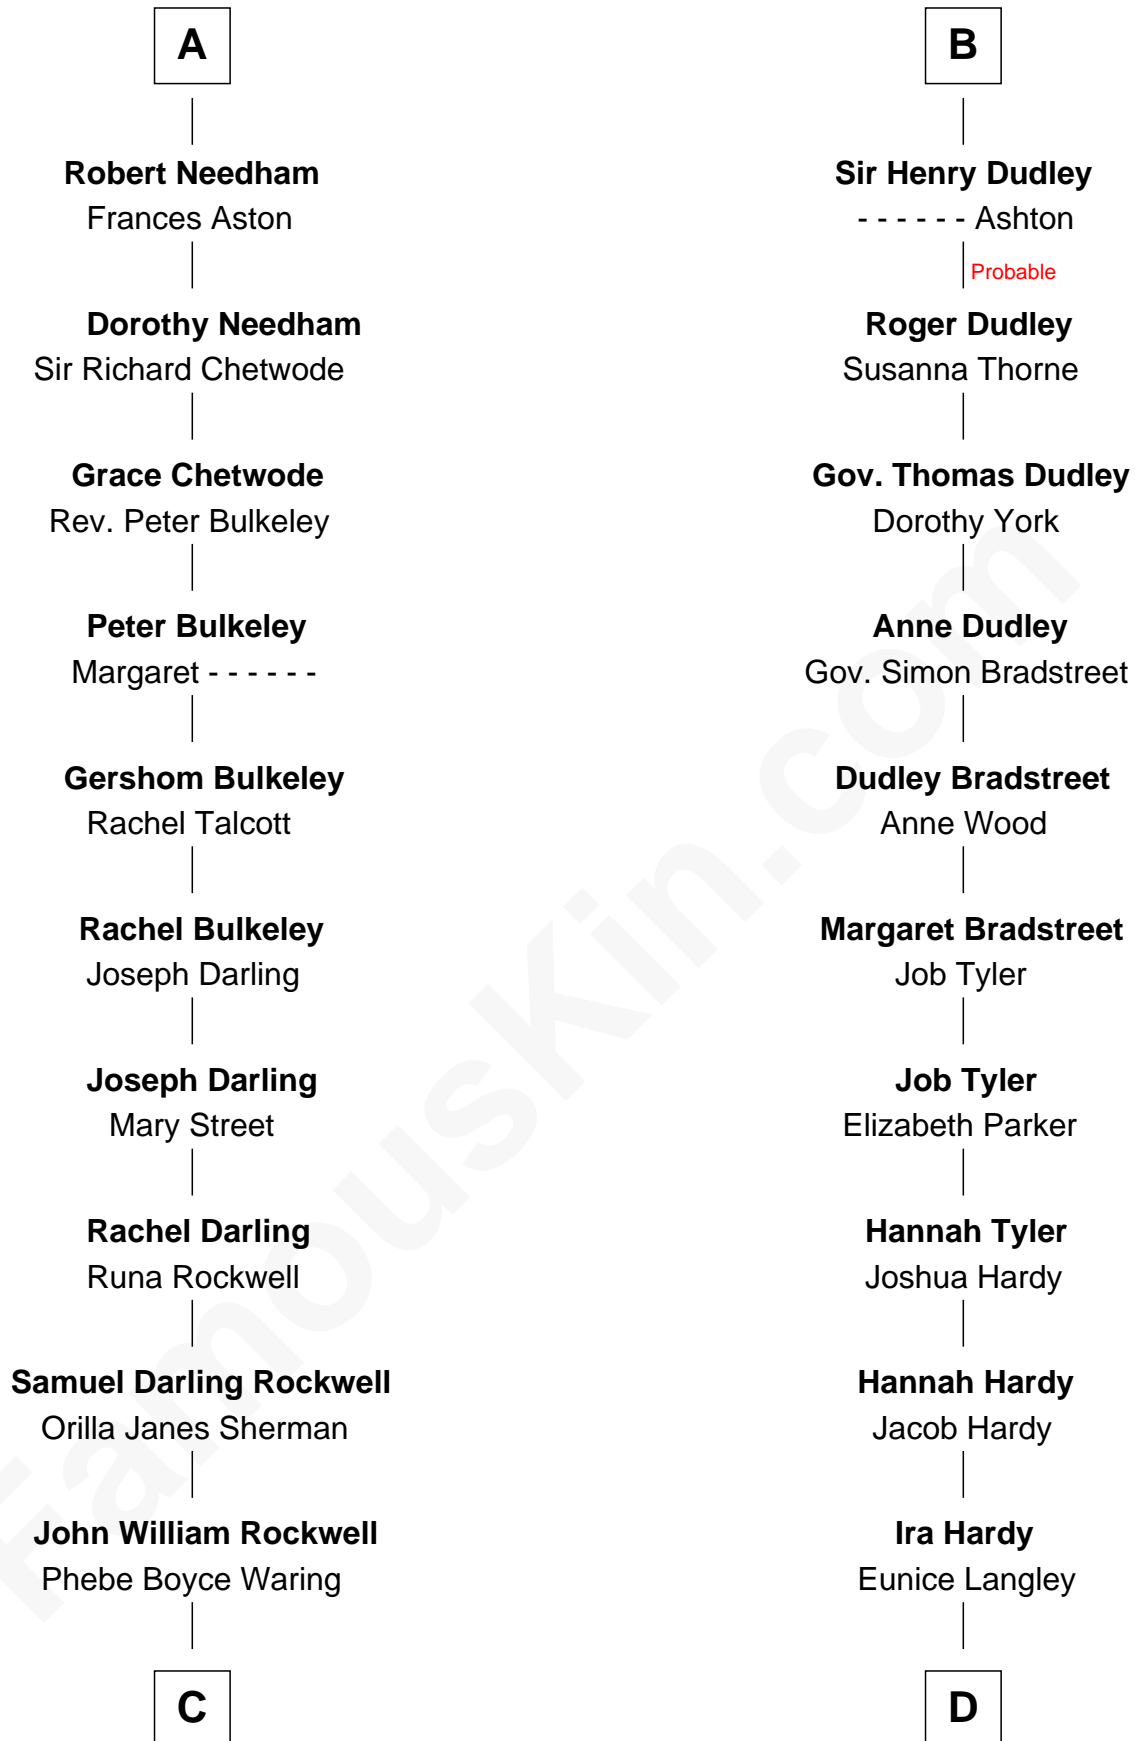 A
Robert Needham
Frances Aston
Dorothy Needham
Sir Richard Chetwode
Grace Chetwode
Rev. Peter Bulkeley
Peter Bulkeley
Margaret - - - - - -
Gershom Bulkeley
Rachel Talcott
Rachel Bulkeley
Joseph Darling
Joseph Darling
Mary Street
Rachel Darling
Runa Rockwell
Samuel Darling Rockwell
Orilla Janes Sherman
John William Rockwell
Phebe Boyce Waring
C
B
Sir Henry Dudley
- - - - - - Ashton
Probable
Roger Dudley
Susanna Thorne
Gov. Thomas Dudley
Dorothy York
Anne Dudley
Gov. Simon Bradstreet
Dudley Bradstreet
Anne Wood
Margaret Bradstreet
Job Tyler
Job Tyler
Elizabeth Parker
Hannah Tyler
Joshua Hardy
Hannah Hardy
Jacob Hardy
Ira Hardy
Eunice Langley
D
FamousKin.com